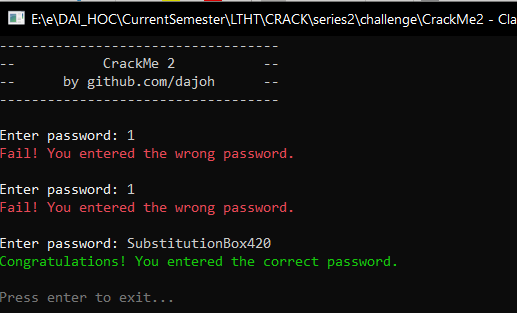 E:\e\DAI_HOC\CurrentSemester\LTHT\CRACK\series2\challenge\CrackMe2 - Cla
-----------------------------------
-- CrackMe 2 --
-- by github.com/dajoh --
-----------------------------------
Enter password: 1
Fail! You entered the wrong password.
Enter password: 1
Fail! You entered the wrong password.
Enter password: SubstitutionBox420
Congratulations! You entered the correct password.
Press enter to exit...